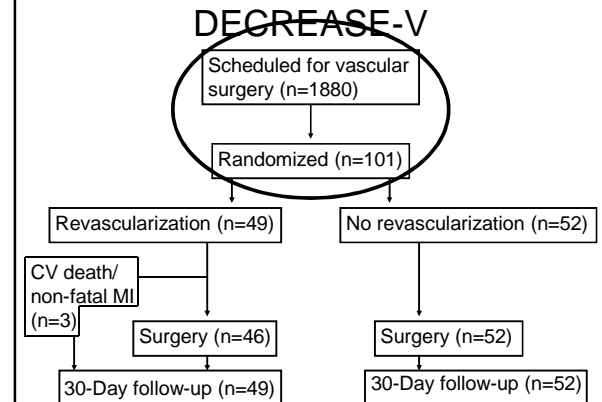 DECREASE-V
Scheduled for vascular
surgery (n=1880)
Randomized (n=101)
Revascularization (n=49)
No revascularization (n=52)
CV death/
non-fatal MI
(n=3)
Surgery (n=46)
Surgery (n=52)
30-Day follow-up (n=49)
30-Day follow-up (n=52)